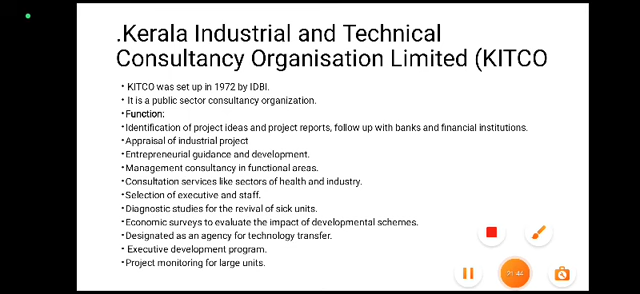 .Kerala Industrial and Technical
Consultancy Organisation Limited (KITCO
• KITCO was set up in 1972 by IDBI.
• It is a public sector consultancy organization.
•Function:
•Identification of project ideas and project reports, follow up with banks and financial institutions.
•Appraisal of industrial project
•Entrepreneurial guidance and development.
•Management consultancy in functional areas.
•Consultation services like sectors of health and industry.
•Selection of executive and staff.
•Diagnostic studies for the revival of sick units.
•Economic surveys to evaluate the impact of developmental schemes.
•Designated as an agency for technology transfer.
• Executive development program.
•Project monitoring for large units.